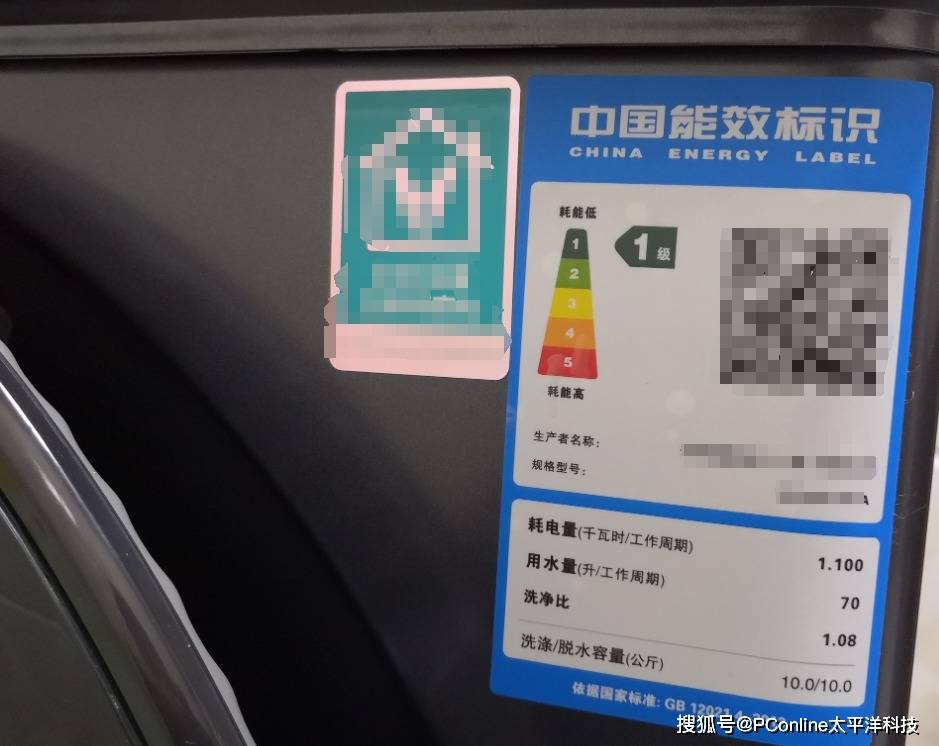 中国能效标识
CHINA ENERGY LABEL
耗能低
1
1级
2
3
4
5
耗能高
生产者名称:
规格型号:
A
耗电量(千瓦时/工作周期) 1.100
用水量(升/工作周期) 70
洗净比 1.08
洗涤/脱水容量(公斤) 10.0/10.0
依据国家标准: GB 12021.4
搜狐号@PConline太平洋科技